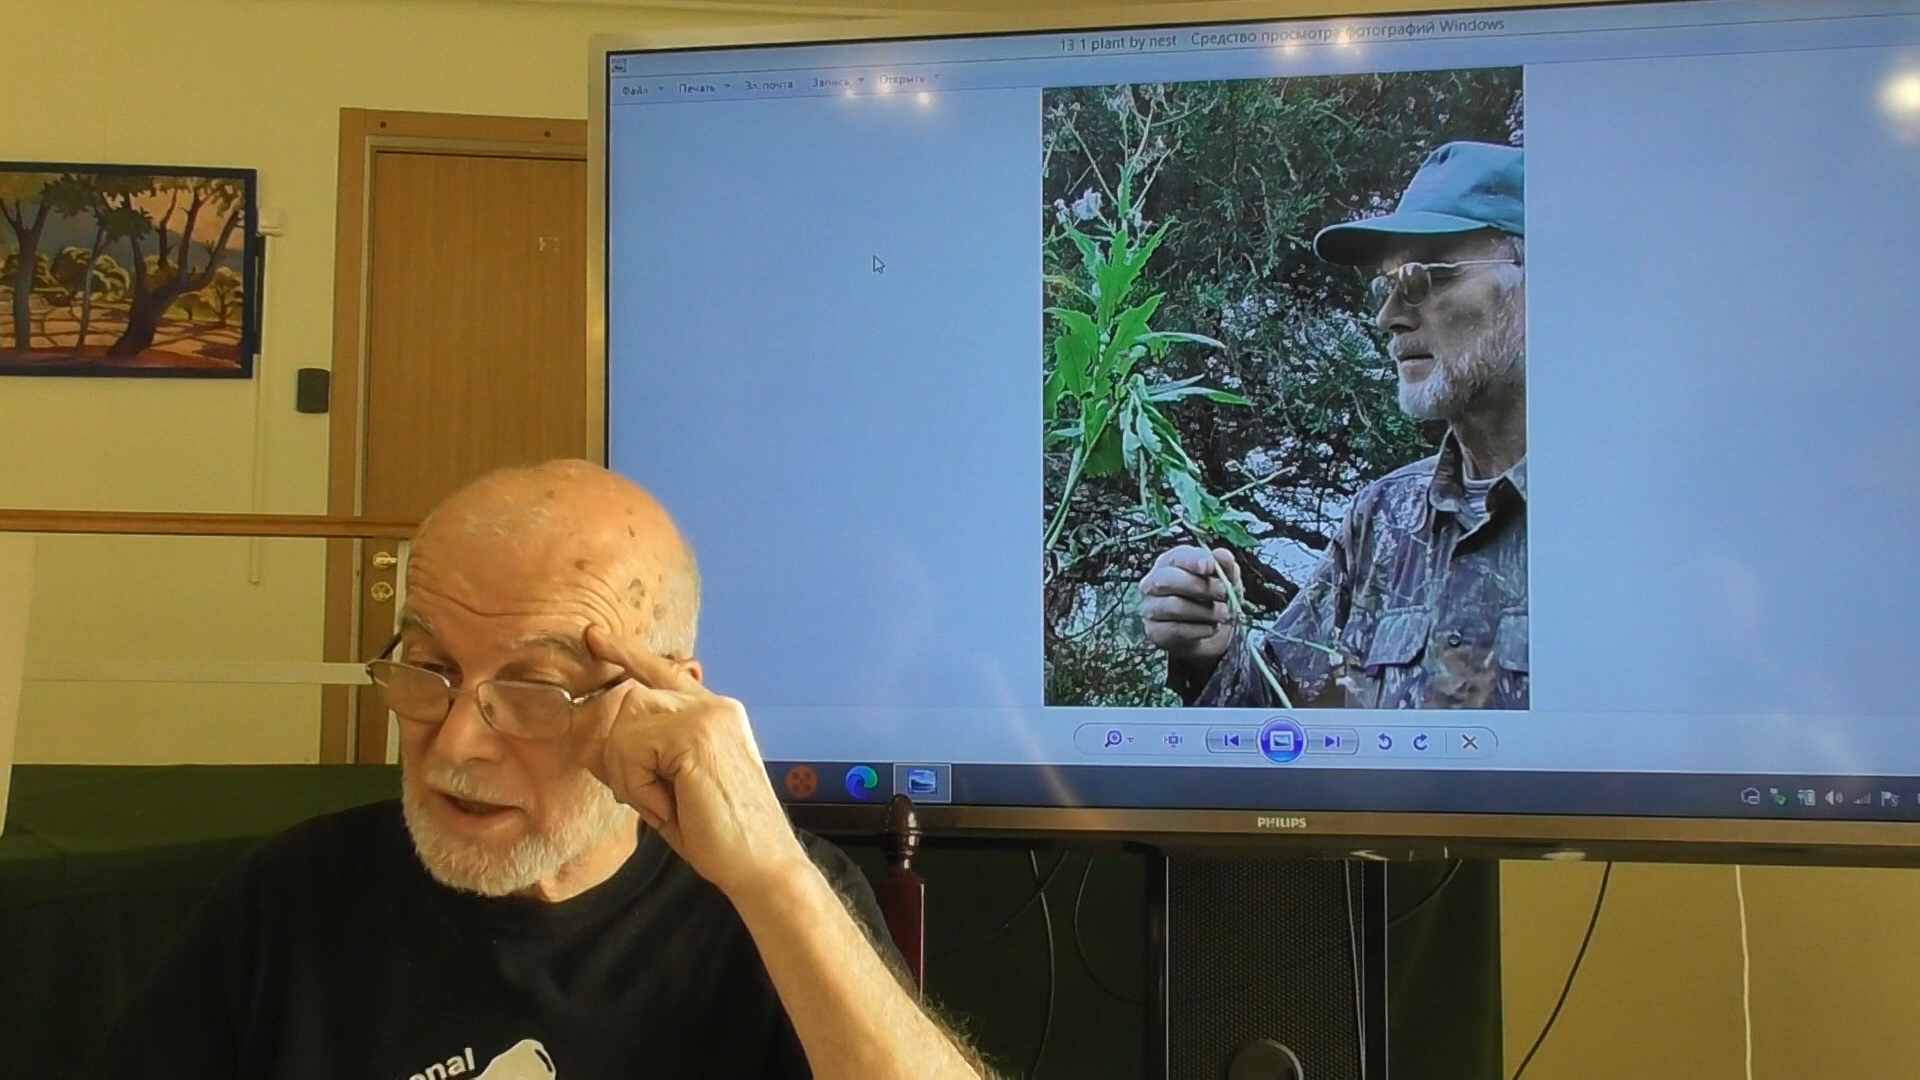 13 1 plant by nest - Средство просмотра фотографий Windows
Файл Печать Эл. почта Запись Открыть
PHILIPS
onal